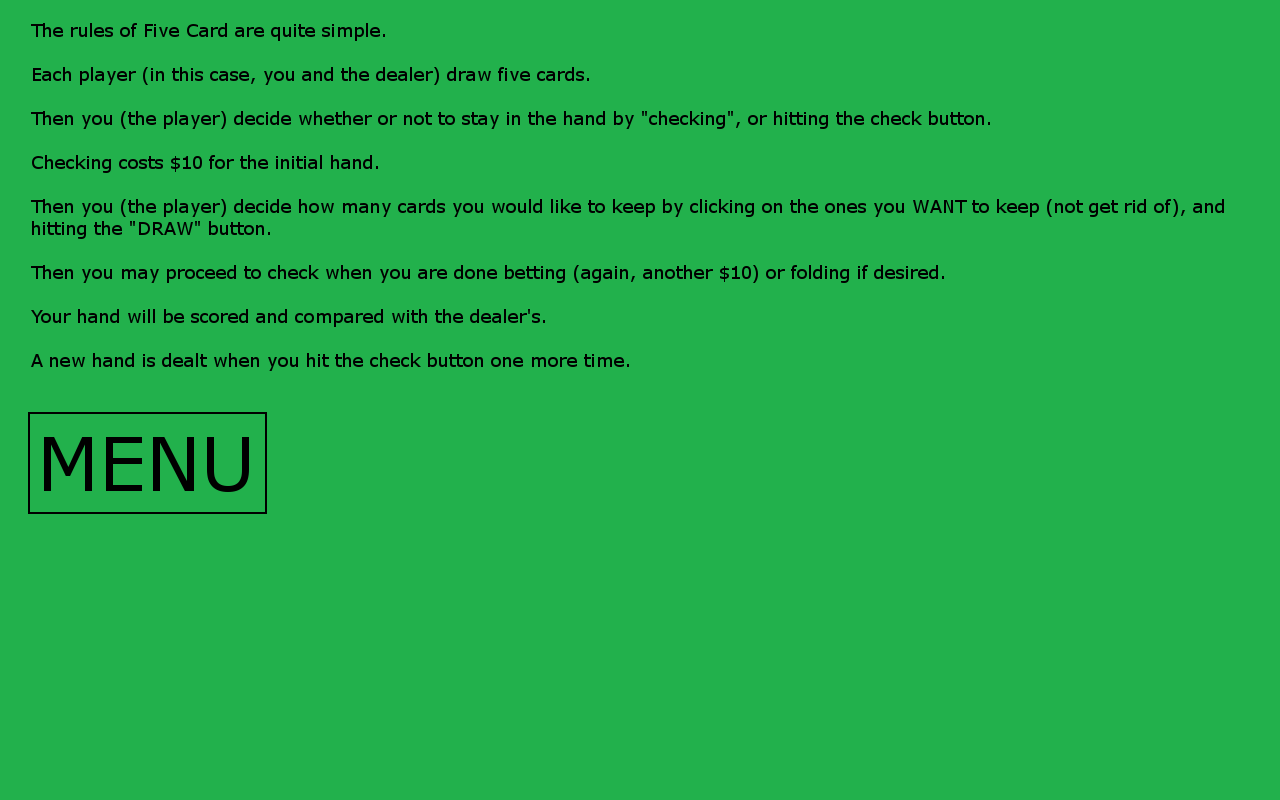 The rules of Five Card are quite simple.
Each player (in this case, you and the dealer) draw five cards.
Then you (the player) decide whether or not to stay in the hand by "checking", or hitting the check button.
Checking costs $10 for the initial hand.
Then you (the player) decide how many cards you would like to keep by clicking on the ones you WANT to keep (not get rid of), and
hitting the "DRAW" button.
Then you may proceed to check when you are done betting (again, another $10) or folding if desired.
Your hand will be scored and compared with the dealer's.
A new hand is dealt when you hit the check button one more time.
MENU